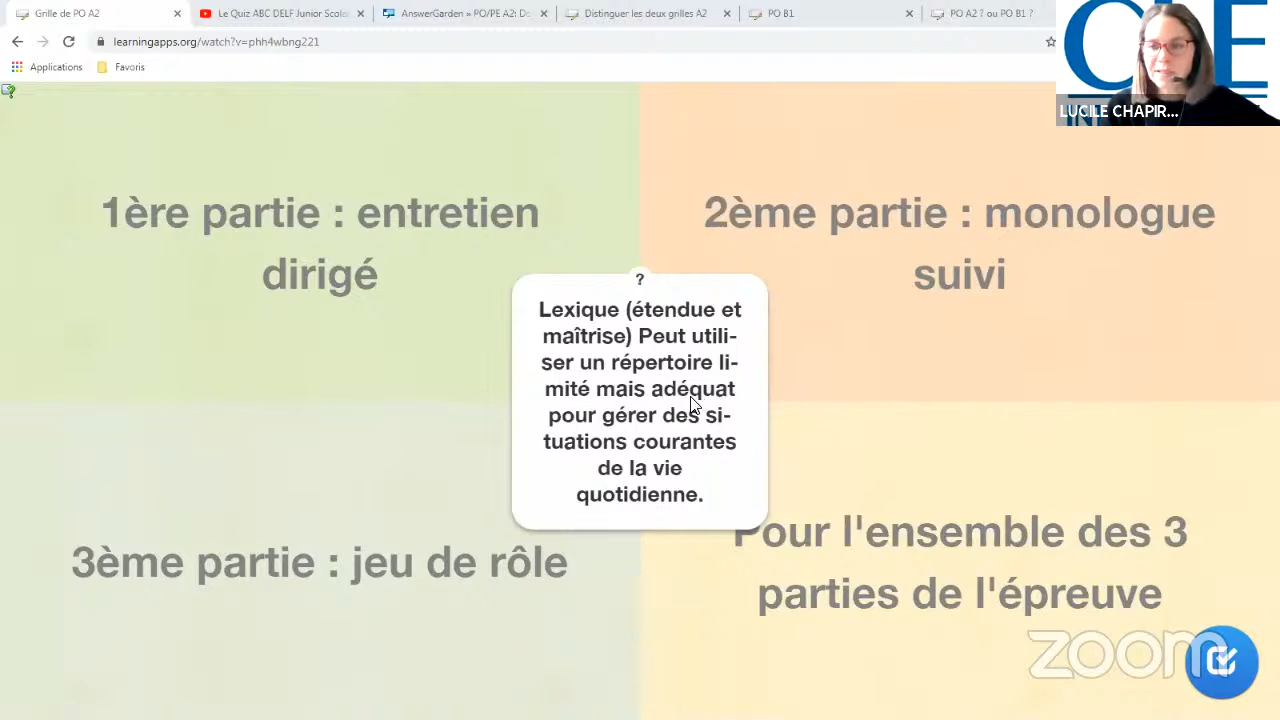 Grille de PO A2
Le Quiz ABC DELF Junior Scola
AnswerGarden
A2: Do
Distinguer les deux grilles A2
PO B1
PO A2 ? ou PO B1 ?
learningapps.org/watch?v=phh4wbng221
Applications
Favoris
LUCILE CHAPIR...
1ère partie : entretien
dirigé
2ème partie : monologue
suivi
?
Lexique (étendue et
maîtrise) Peut utili-
ser un répertoire li-
mité mais adéquat
pour gérer des si-
tuations courantes
de la vie
quotidienne.
3ème partie : jeu de rôle
Pour l'ensemble des 3
parties de l'épreuve
zoom